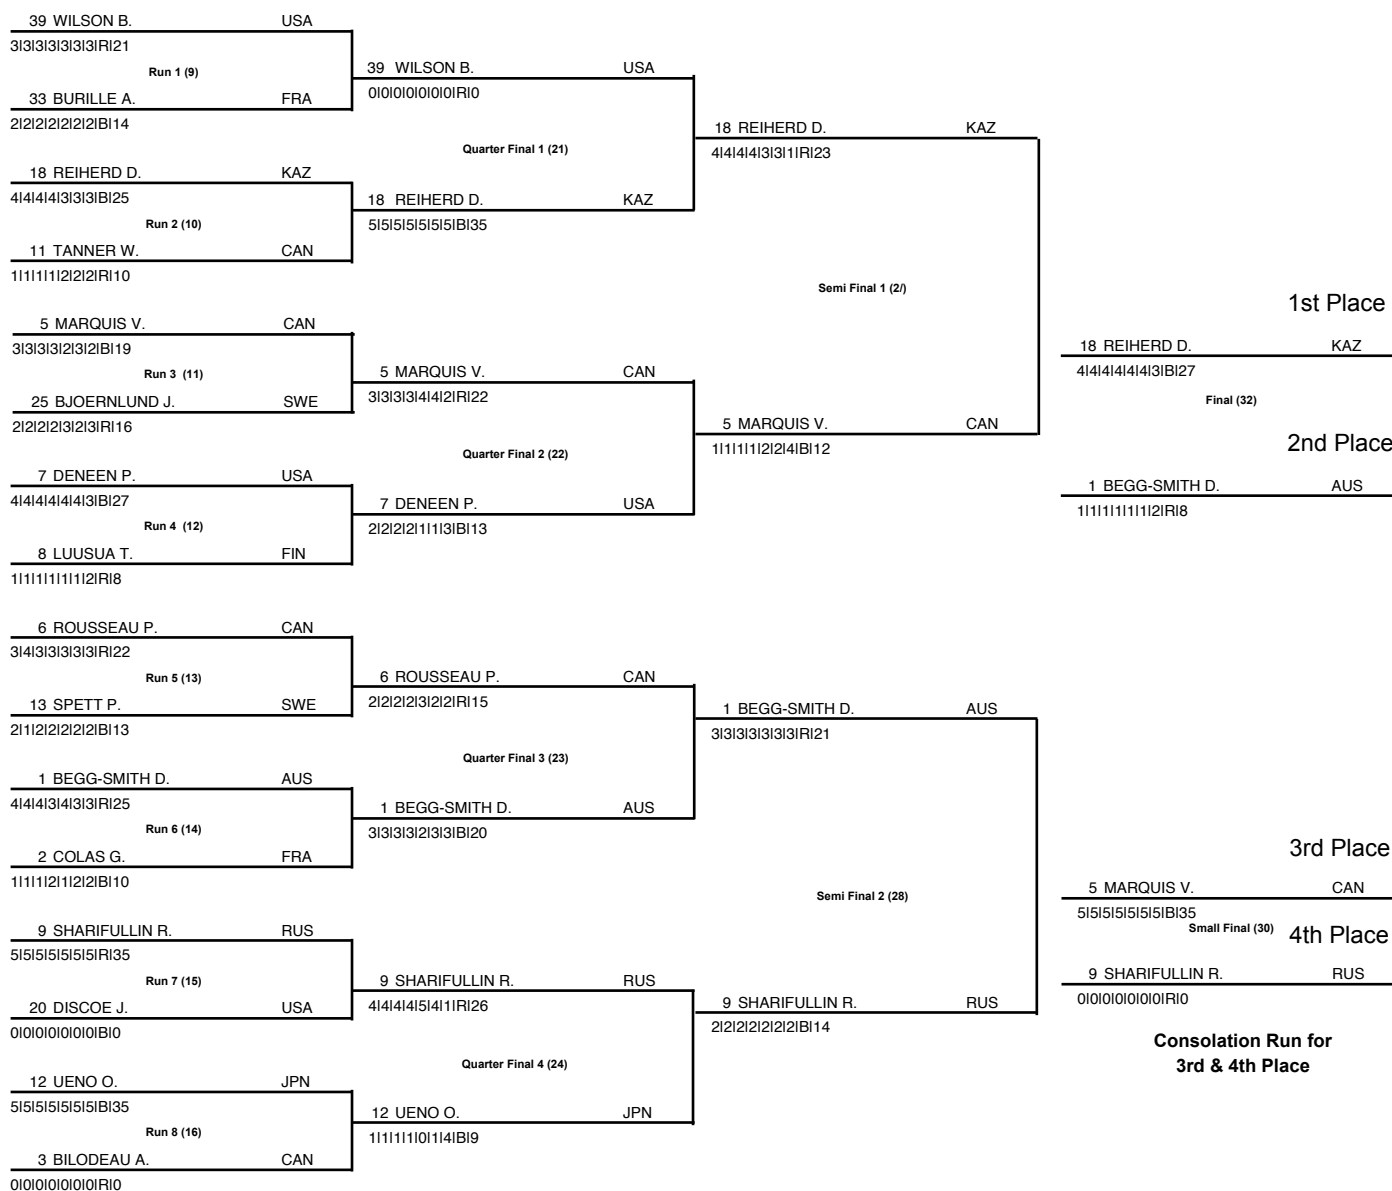 39 WILSON B. USA
3|3|3|3|3|3|3|R|21
Run 1 (9)
33 BURILLE A. FRA
2|2|2|2|2|2|2|B|14
18 REIHERD D. KAZ
4|4|4|4|3|3|3|B|25
Run 2 (10)
11 TANNER W. CAN
1|1|1|1|2|2|2|R|10
5 MARQUIS V. CAN
3|3|3|3|2|3|2|B|19
Run 3 (11)
25 BJOERNLUND J. SWE
2|2|2|2|3|2|3|R|16
7 DENEEN P. USA
4|4|4|4|4|4|3|B|27
Run 4 (12)
8 LUUSUA T. FIN
1|1|1|1|1|1|2|R|8
6 ROUSSEAU P. CAN
3|4|3|3|3|3|3|R|22
Run 5 (13)
13 SPETT P. SWE
2|1|2|2|2|2|2|B|13
1 BEGG-SMITH D. AUS
4|4|4|3|4|3|3|R|25
Run 6 (14)
2 COLAS G. FRA
1|1|1|2|1|2|2|B|10
9 SHARIFULLIN R. RUS
5|5|5|5|5|5|5|R|35
Run 7 (15)
20 DISCOE J. USA
0|0|0|0|0|0|0|B|0
12 UENO O. JPN
5|5|5|5|5|5|5|B|35
Run 8 (16)
3 BILODEAU A. CAN
0|0|0|0|0|0|0|R|0
39 WILSON B. USA
0|0|0|0|0|0|0|R|0
Quarter Final 1 (21)
18 REIHERD D. KAZ
5|5|5|5|5|5|5|B|35
5 MARQUIS V. CAN
3|3|3|3|4|4|2|R|22
Quarter Final 2 (22)
7 DENEEN P. USA
2|2|2|2|1|1|3|B|13
6 ROUSSEAU P. CAN
2|2|2|2|3|2|2|R|15
Quarter Final 3 (23)
1 BEGG-SMITH D. AUS
3|3|3|3|2|3|3|B|20
9 SHARIFULLIN R. RUS
4|4|4|4|5|4|1|R|26
Quarter Final 4 (24)
12 UENO O. JPN
1|1|1|1|0|1|4|B|9
18 REIHERD D. KAZ
4|4|4|4|3|3|1|R|23
Semi Final 1 (2/)
5 MARQUIS V. CAN
1|1|1|1|2|2|4|B|12
1 BEGG-SMITH D. AUS
3|3|3|3|3|3|3|R|21
Semi Final 2 (28)
9 SHARIFULLIN R. RUS
2|2|2|2|2|2|2|B|14
1st Place
18 REIHERD D. KAZ
4|4|4|4|4|4|3|B|27
Final (32)
2nd Place
1 BEGG-SMITH D. AUS
1|1|1|1|1|1|2|R|8
3rd Place
5 MARQUIS V. CAN
5|5|5|5|5|5|5|B|35
Small Final (30)
4th Place
9 SHARIFULLIN R. RUS
0|0|0|0|0|0|0|R|0
Consolation Run for
3rd & 4th Place